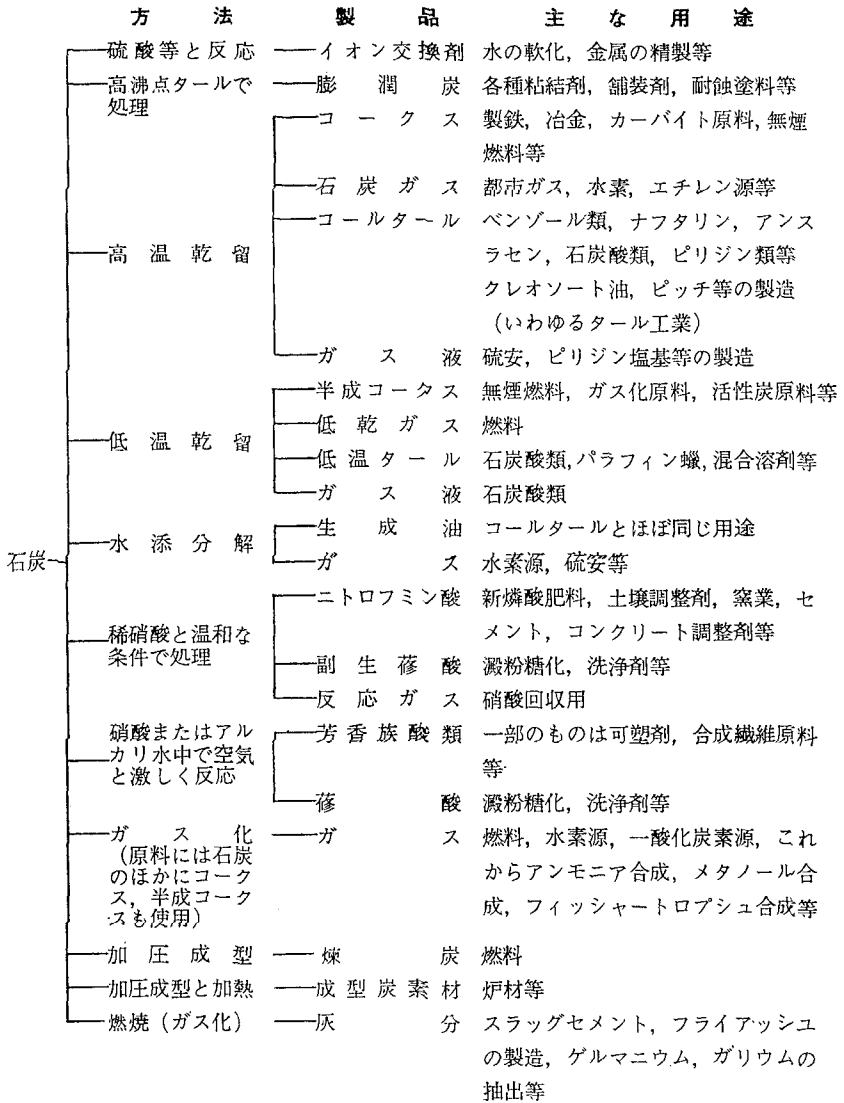 方法 製品 主な用途
硫酸等と反応 イオン交換剤 水の軟化，金属の精製等
高沸点タールで 膨潤炭 各種粘結剤，舗装剤，耐蝕塗料等
処理
コークス 製鉄，冶金，カーバイト原料，無煙
燃料等
石炭ガス 都市ガス，水素，エチレン源等
コールタール ベンゾール類，ナフタリン，アンス
高温乾留 ラセン，石炭酸類，ピリジン類等
クレオソート油，ピッチ等の製造
（いわゆるタール工業）
ガス液 硫安，ピリジン塩基等の製造
半成コータス 無煙燃料，ガス化原料，活性炭原料等
低乾ガス 燃料
低温乾留
低温タール 石炭酸類，パラフィン蠟，混合溶剤等
ガス液 石炭酸類
生成油 コールタールとほぼ同じ用途
石炭 水添分解
ガス 水素源，硫安等
ニトロフミン酸 新燐酸肥料，土壌調整剤，窯業，セ
稀硝酸と温和な メント，コンクリート調整剤等
条件で処理
副生蓚酸 澱粉糖化，洗浄剤等
反応ガス 硝酸回収用
硝酸またはアル 芳香族酸類 一部のものは可塑剤，合成繊維原料
カリ水中で空気 等
と激しく反応
蓚酸 澱粉糖化，洗浄剤等
ガス化 ガス 燃料，水素源，一酸化炭素源，これ
（原料には石炭 からアンモニア合成，メタノール合
のほかにコーク 成，フィッシャートロプシュ合成等
ス，半成コーク
スも使用）
加圧成型 煉炭 燃料
加圧成型と加熱 成型炭素材 炉材等
燃焼（ガス化） 灰分 スラッグセメント，フライアッシュ
の製造，ゲルマニウム，ガリウムの
抽出等